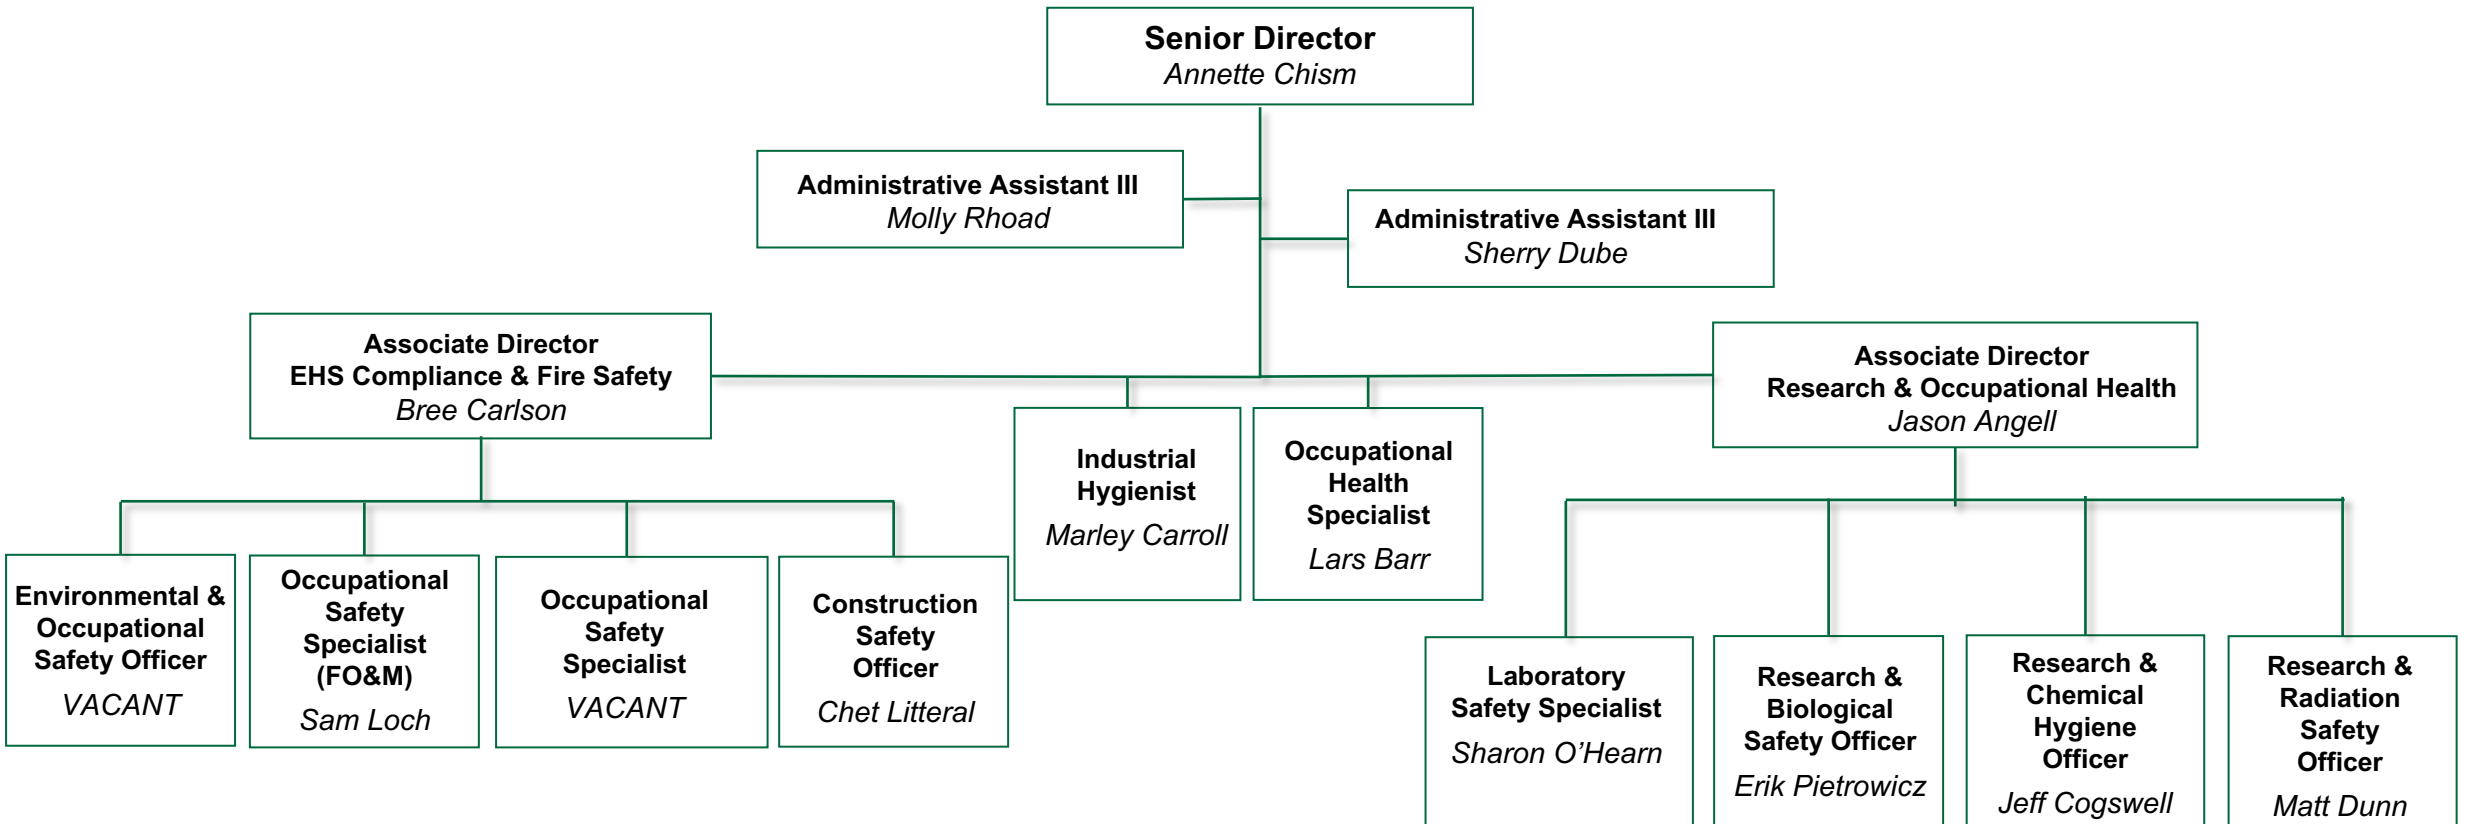 Senior Director
Annette Chism
Administrative Assistant III
Molly Rhoad
Administrative Assistant III
Sherry Dube
Associate Director
EHS Compliance & Fire Safety
Bree Carlson
Associate Director
Research & Occupational Health
Jason Angell
Industrial
Hygienist
Marley Carroll
Occupational
Health
Specialist
Lars Barr
Environmental &
Occupational
Safety Officer
VACANT
Occupational
Safety
Specialist
(FO&M)
Sam Loch
Occupational
Safety
Specialist
VACANT
Construction
Safety
Officer
Chet Litteral
Laboratory
Safety Specialist
Sharon O’Hearn
Research &
Biological
Safety Officer
Erik Pietrowicz
Research &
Chemical
Hygiene
Officer
Jeff Cogswell
Research &
Radiation
Safety
Officer
Matt Dunn